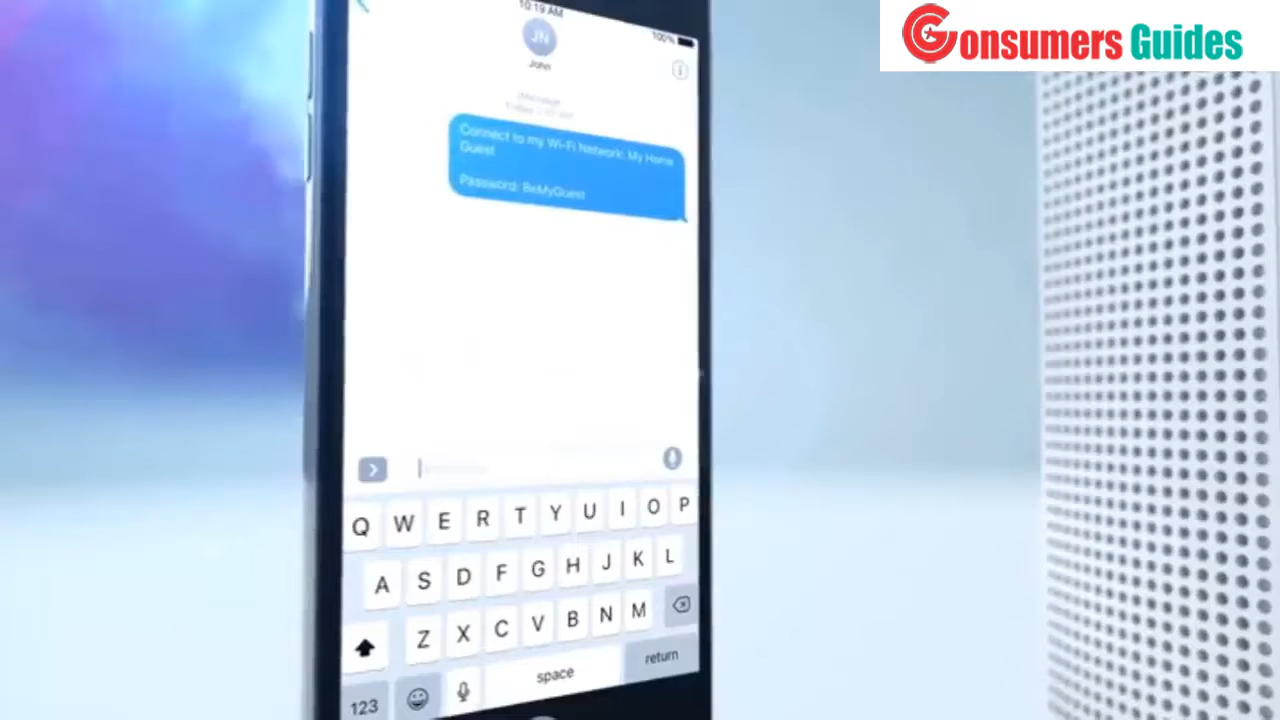 Consumers Guides
10:19 AM
100%
JN
John
iMessage
Connect to my Wi-Fi Network: My Home
Guest
Password: BeMyGuest
Q W E R T Y U I O P
A S D F G H J K L
Z X C V B N M
123 space return